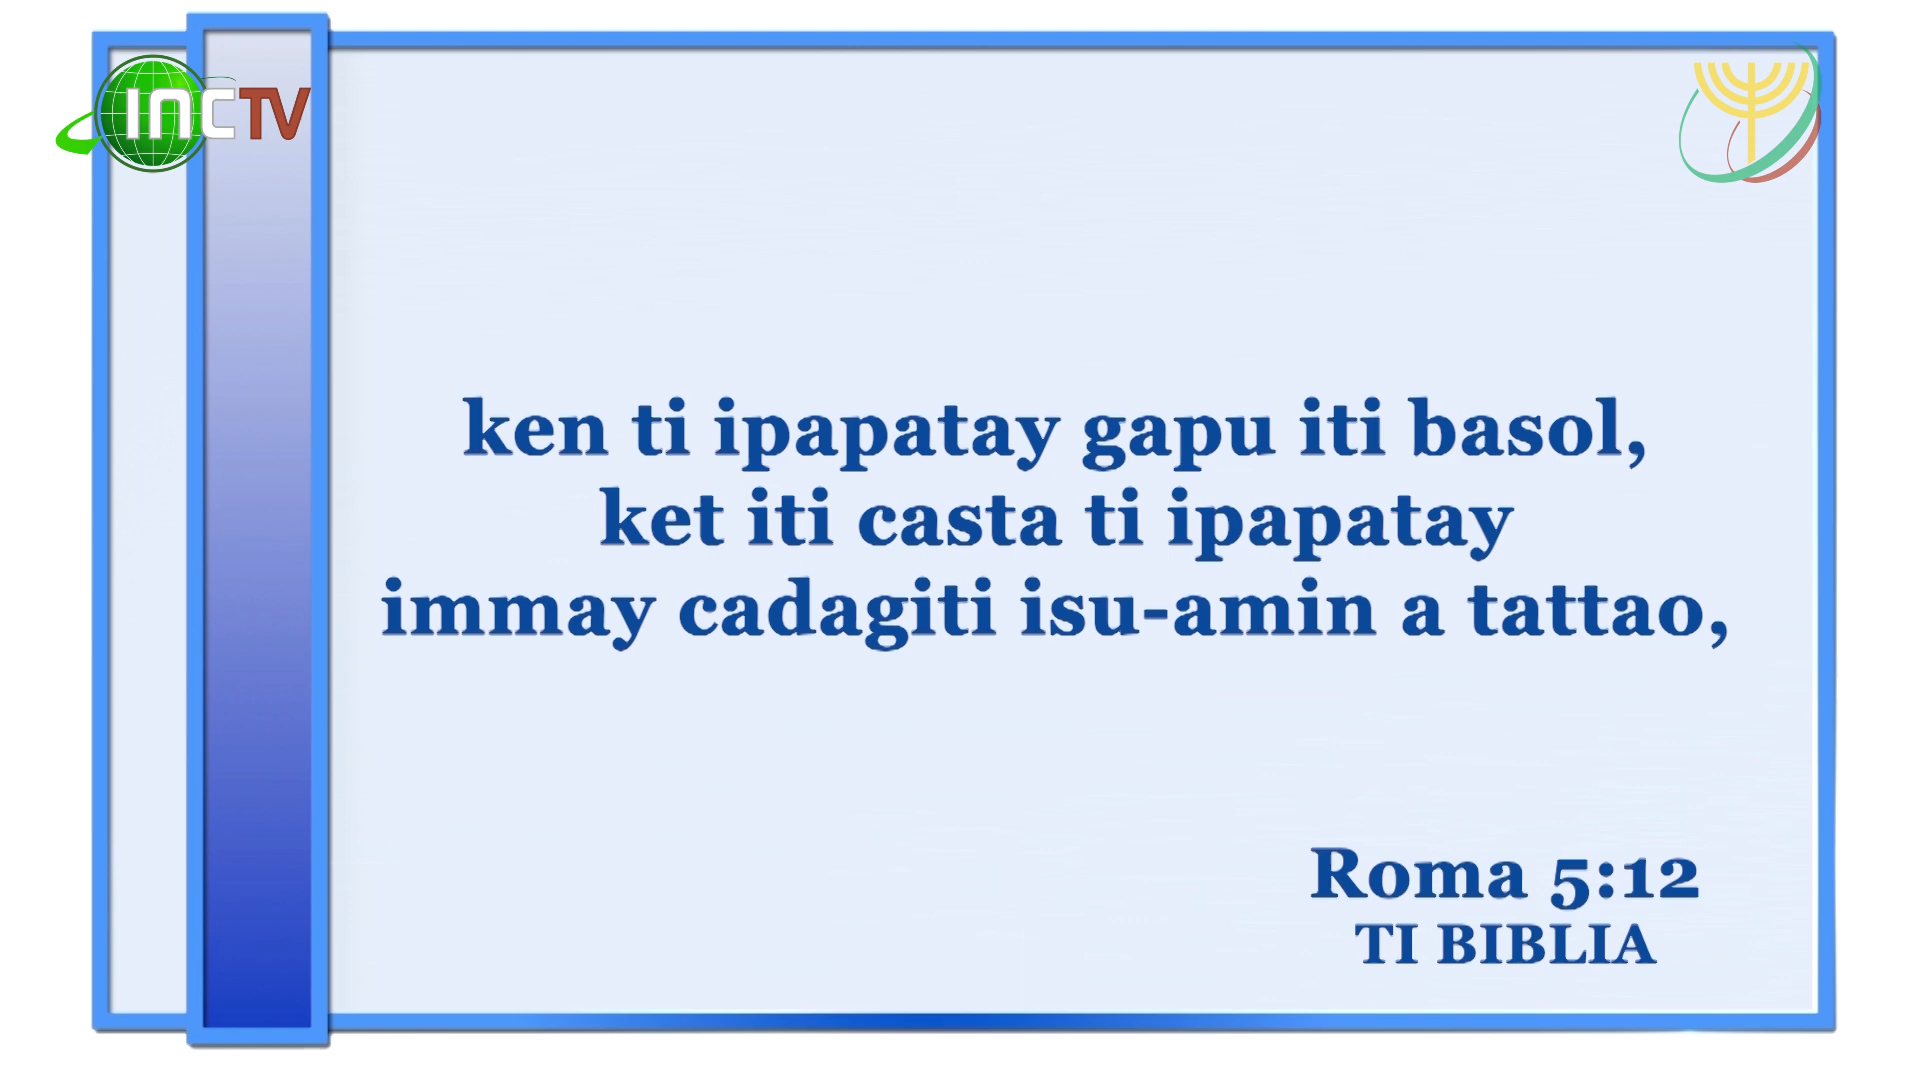 INCTV
ken ti ipapatay gapu iti basol,
ket iti casta ti ipapatay
immay cadagiti isu-amin a tattao,
Roma 5:12
TI BIBLIA